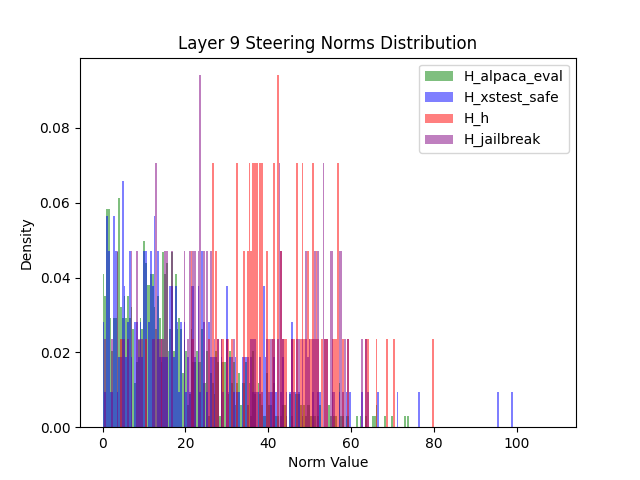 Layer 9 Steering Norms Distribution
H_alpaca_eval
H_xstest_safe
H_h
H_jailbreak
Density
0.08
0.06
0.04
0.02
0.00
0
20
40
60
80
100
Norm Value